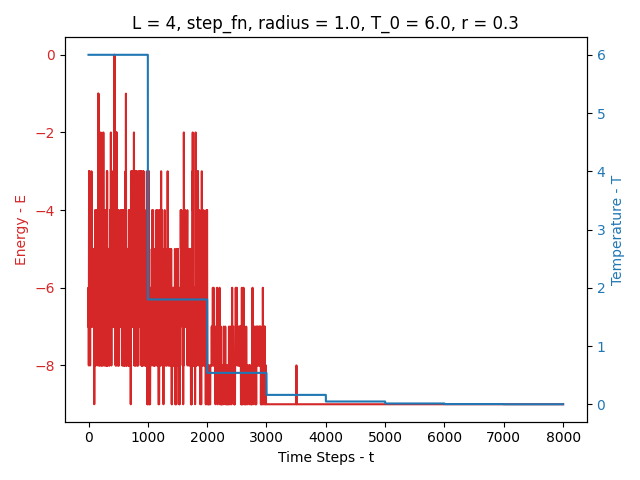 L = 4, step_fn, radius = 1.0, T_0 = 6.0, r = 0.3
Energy - E
0
−2
−4
−6
−8
6
5
4
3
2
1
0
Temperature - T
0 1000 2000 3000 4000 5000 6000 7000 8000
Time Steps - t